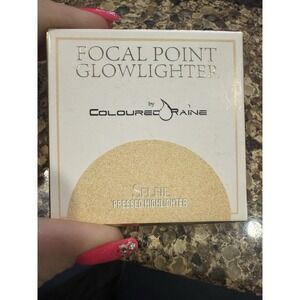 FOCAL POINT
GLOWLIGHTER
by
COLOURED RAINE
SELFIE
PRESSED HIGHLIGHTER